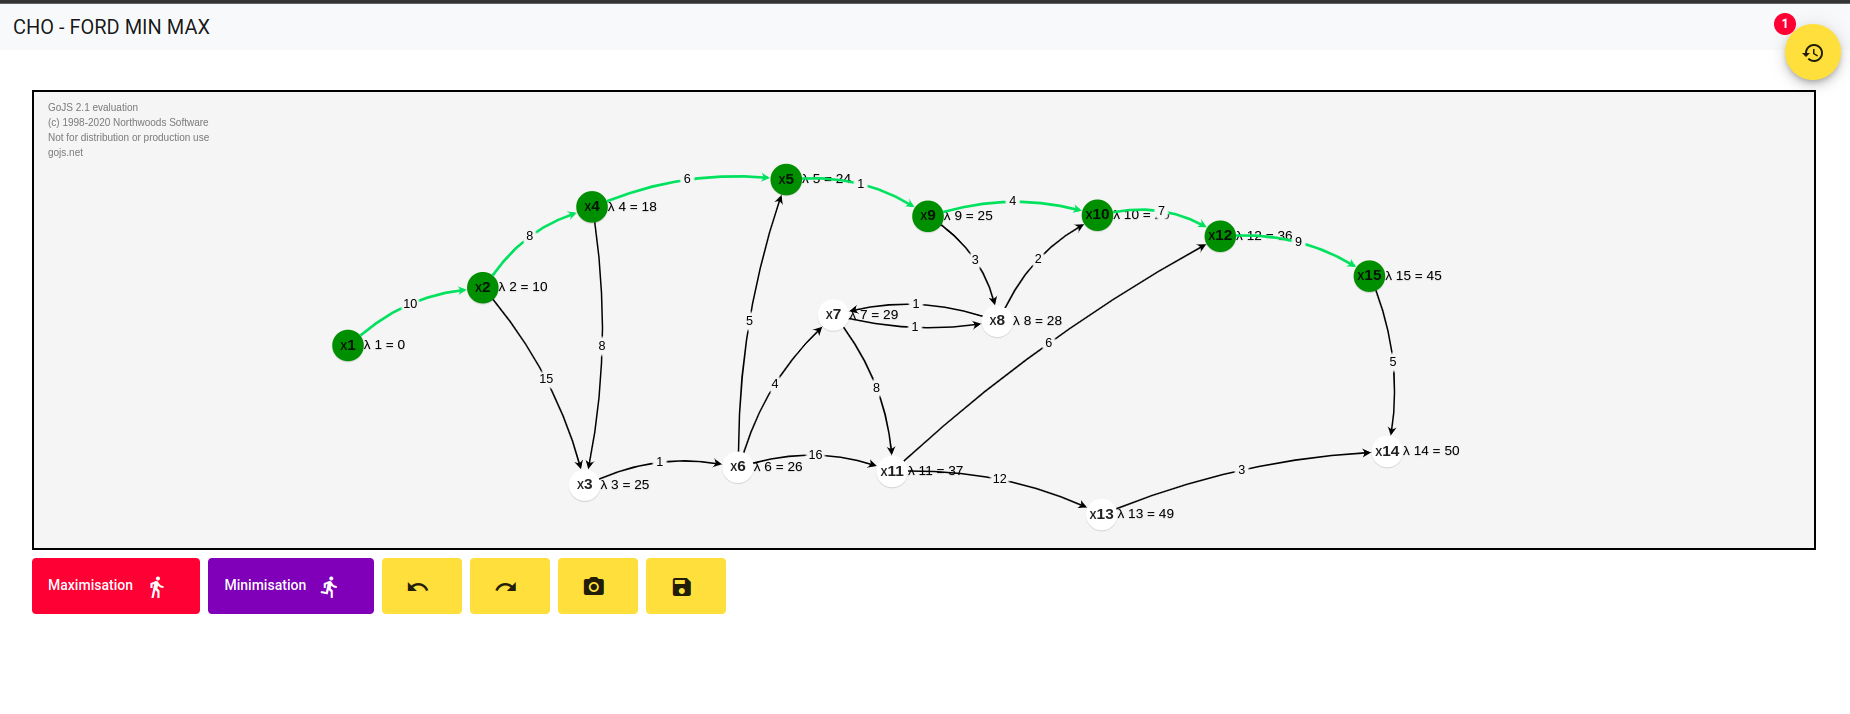 CHO - FORD MIN MAX
1
GoJS 2.1 evaluation
(c) 1998-2020 Northwoods Software
Not for distribution or production use
gojs.net
6
x5 λ 5 = 24
1
x4 λ 4 = 18
4
x9 λ 9 = 25
x10 λ 10 =
7
8
x12 λ 12 = 36
9
3
2
x15 λ 15 = 45
x2 λ 2 = 10
10
1
x7 λ 7 = 29
x8 λ 8 = 28
5
1
x1 λ 1 = 0
8
6
5
15
4
8
16
x14 λ 14 = 50
1
x6 λ 6 = 26
x11 λ 11 = 37
3
12
x3 λ 3 = 25
x13 λ 13 = 49
Maximisation
Minimisation